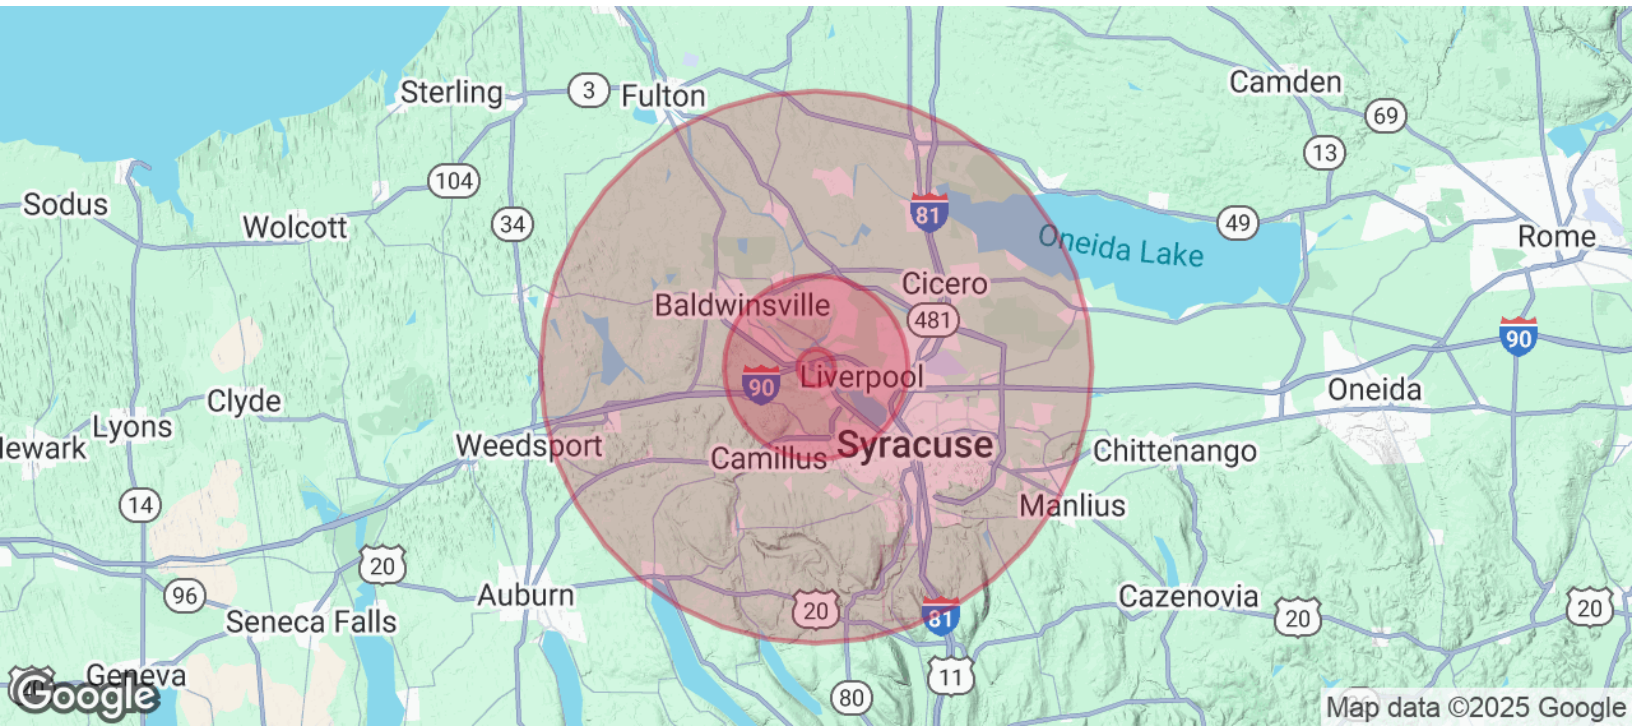 Camden
Sterling
3
Fulton
69
13
104
Sodus
Wolcott
34
81
49
Oneida Lake
Rome
Cicero
Baldwinsville
481
90
Liverpool
90
Oneida
Clyde
Lyons
Newark
Weedsport
Syracuse
Camillus
Chittenango
14
Manlius
20
96
Auburn
Cazenovia
20
81
20
20
Seneca Falls
Geneva
11
80
Google
Map data ©2025 Google